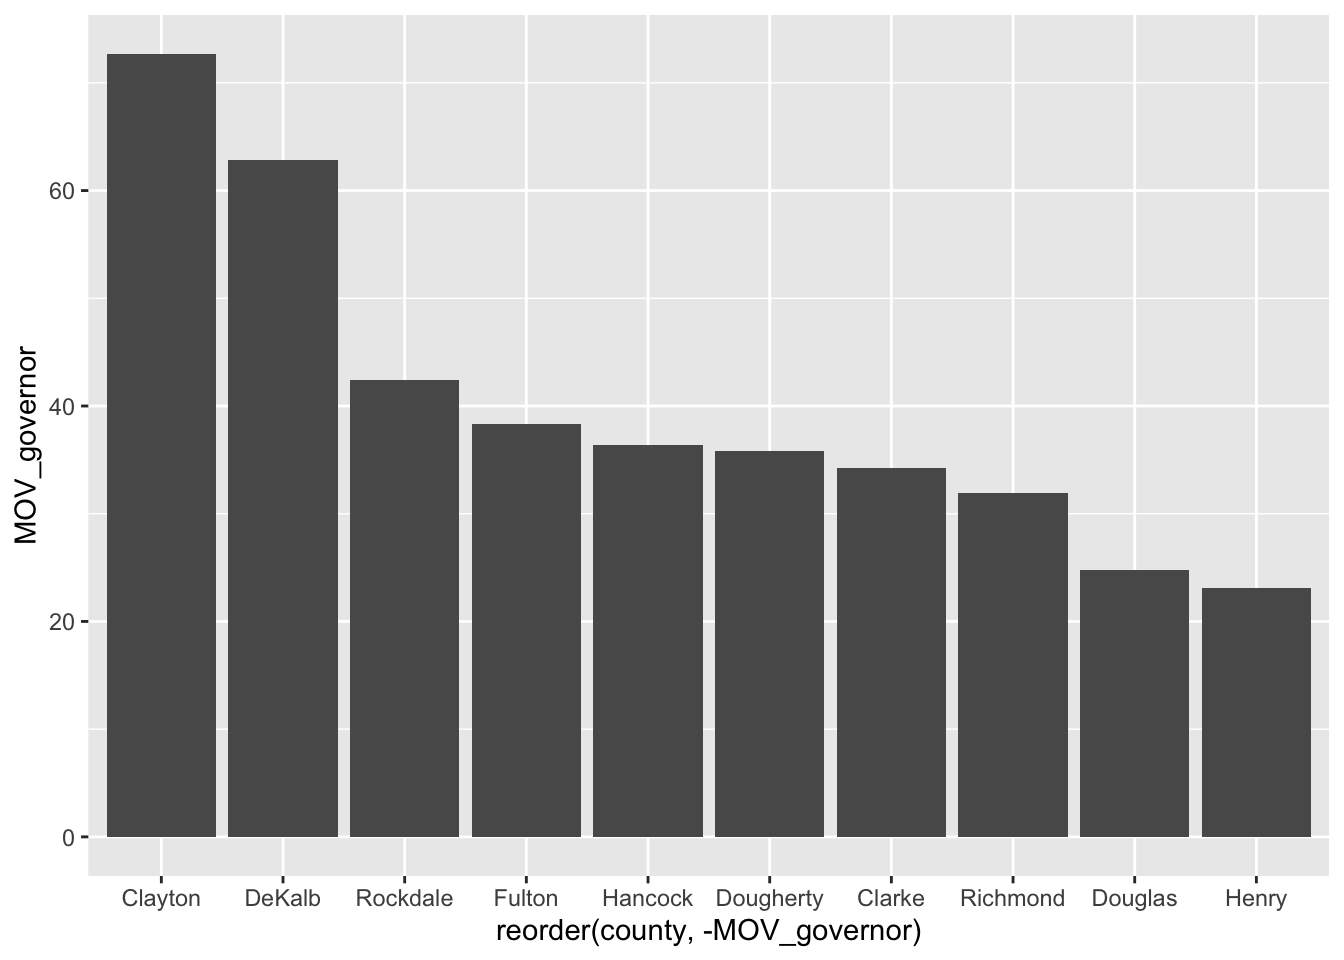 MOV_governor
60
40
20
0
Clayton DeKalb Rockdale Fulton Hancock Dougherty Clarke Richmond Douglas Henry
reorder(county, -MOV_governor)